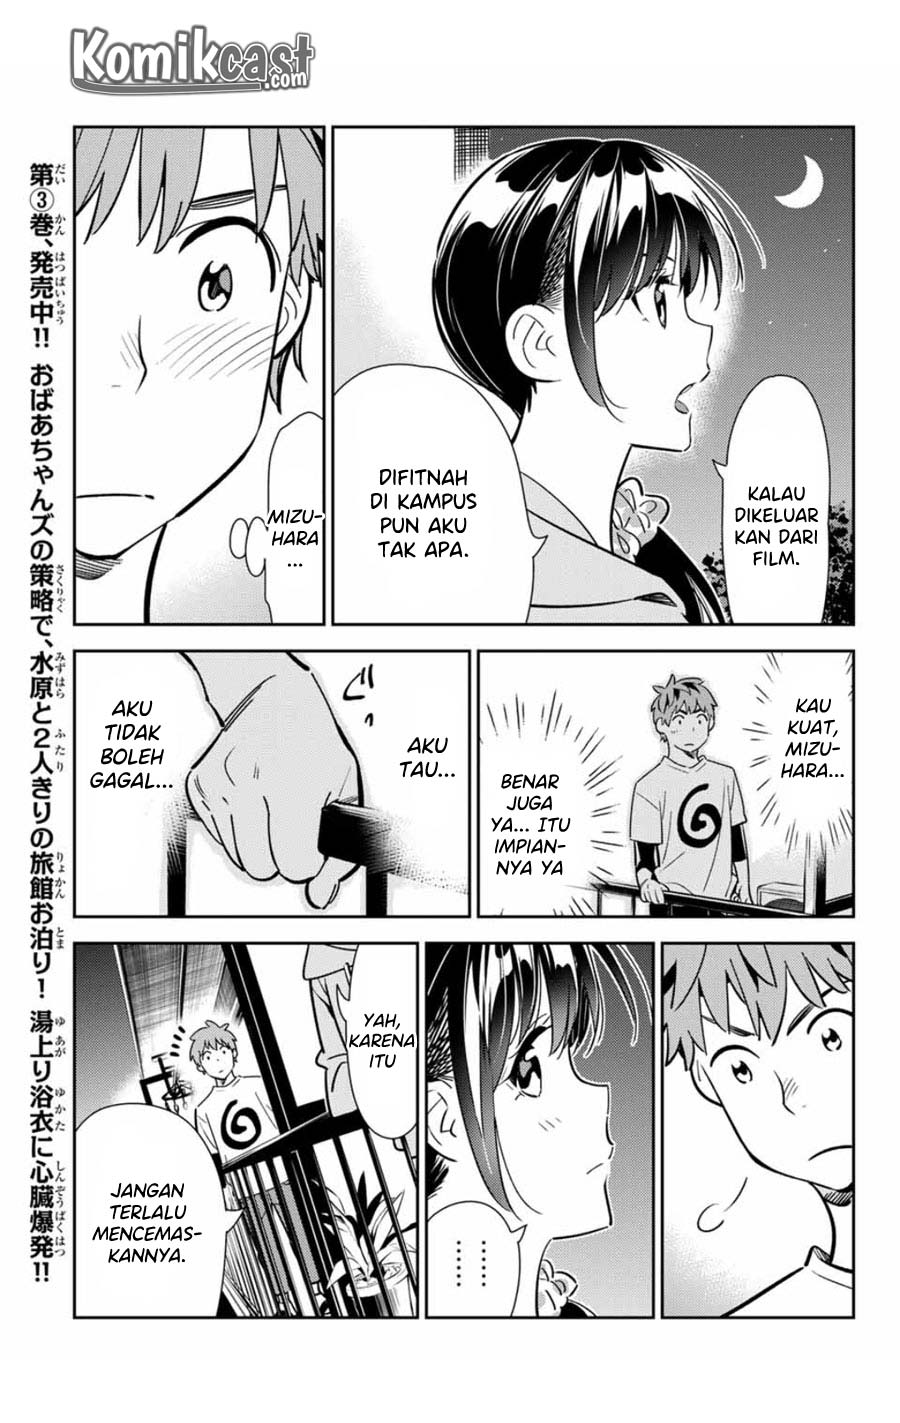 Komikcast
.com
KALAU
DIKELUAR
KAN DARI
FILM.
DIFITNAH
DI KAMPUS
PUN AKU
TAK APA.
MIZU-
HARA
...
KAU
KUAT,
MIZU-
HARA...
BENAR
JUGA
YA... ITU
IMPIAN-
NYA YA
AKU
TAU...
AKU
TIDAK
BOLEH
GAGAL...
......
YAH,
KARENA
ITU
JANGAN
TERLALU
MENCEMAS-
KANNYA.
第③巻、発売中!! おばあちゃんズの策略で、水原と2人きりの旅館お泊り! 湯上り浴衣に心臓爆発!!